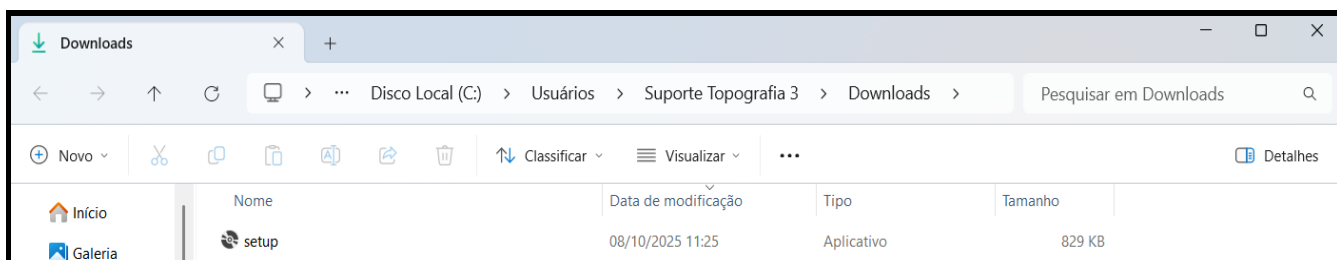 Downloads
Disco Local (C:) > Usuários > Suporte Topografia 3 > Downloads > Pesquisar em Downloads
Novo Classificar Visualizar ... Detalhes
Nome Data de modificação Tipo Tamanho
Início
setup 08/10/2025 11:25 Aplicativo 829 KB
Galeria